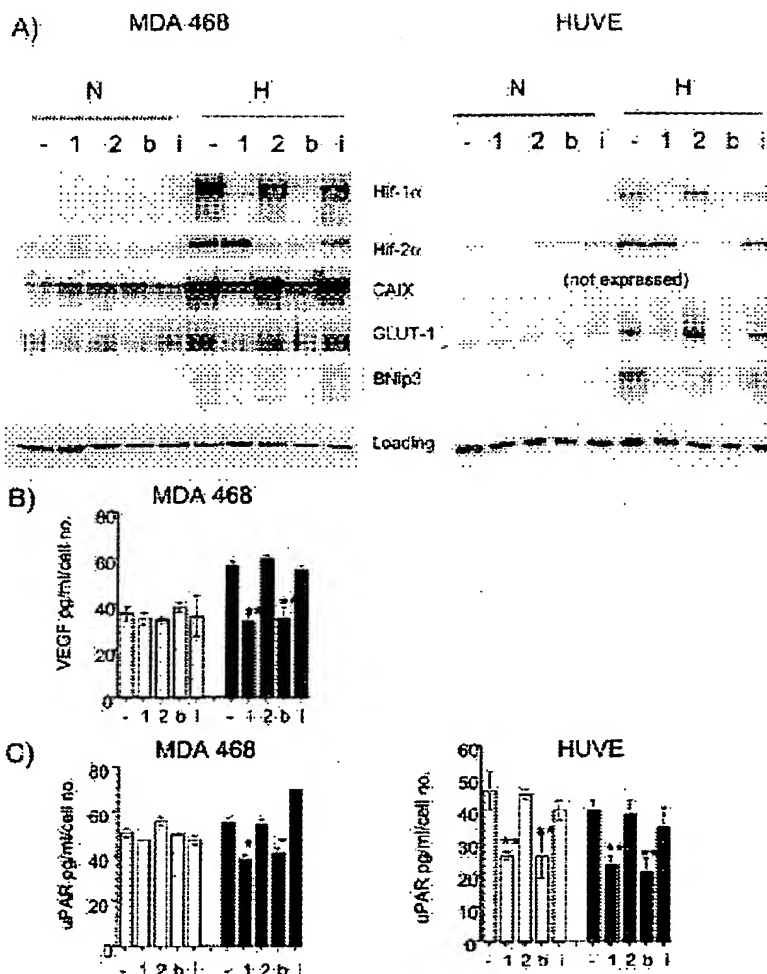 A) MDA 468 HUVE
N H N H
- 1 2 b i - 1 2 b i - 1 2 b i - 1 2 b i
Hif-1α
Hif-2α
CAIX (not expressed)
GLUT-1
BNip3
Loading
B) MDA 468
VEGF pg/ml/cell no.
80
60
40
20
0
** **
- 1 2 b i - 1 2 b i
C) MDA 468
uPAR pg/ml/cell no.
80
60
40
20
0
- 1 2 b i - 1 2 b i
HUVE
uPAR pg/ml/cell no.
60
50
40
30
20
10
0
** ** ** **
- 1 2 b i - 1 2 b i